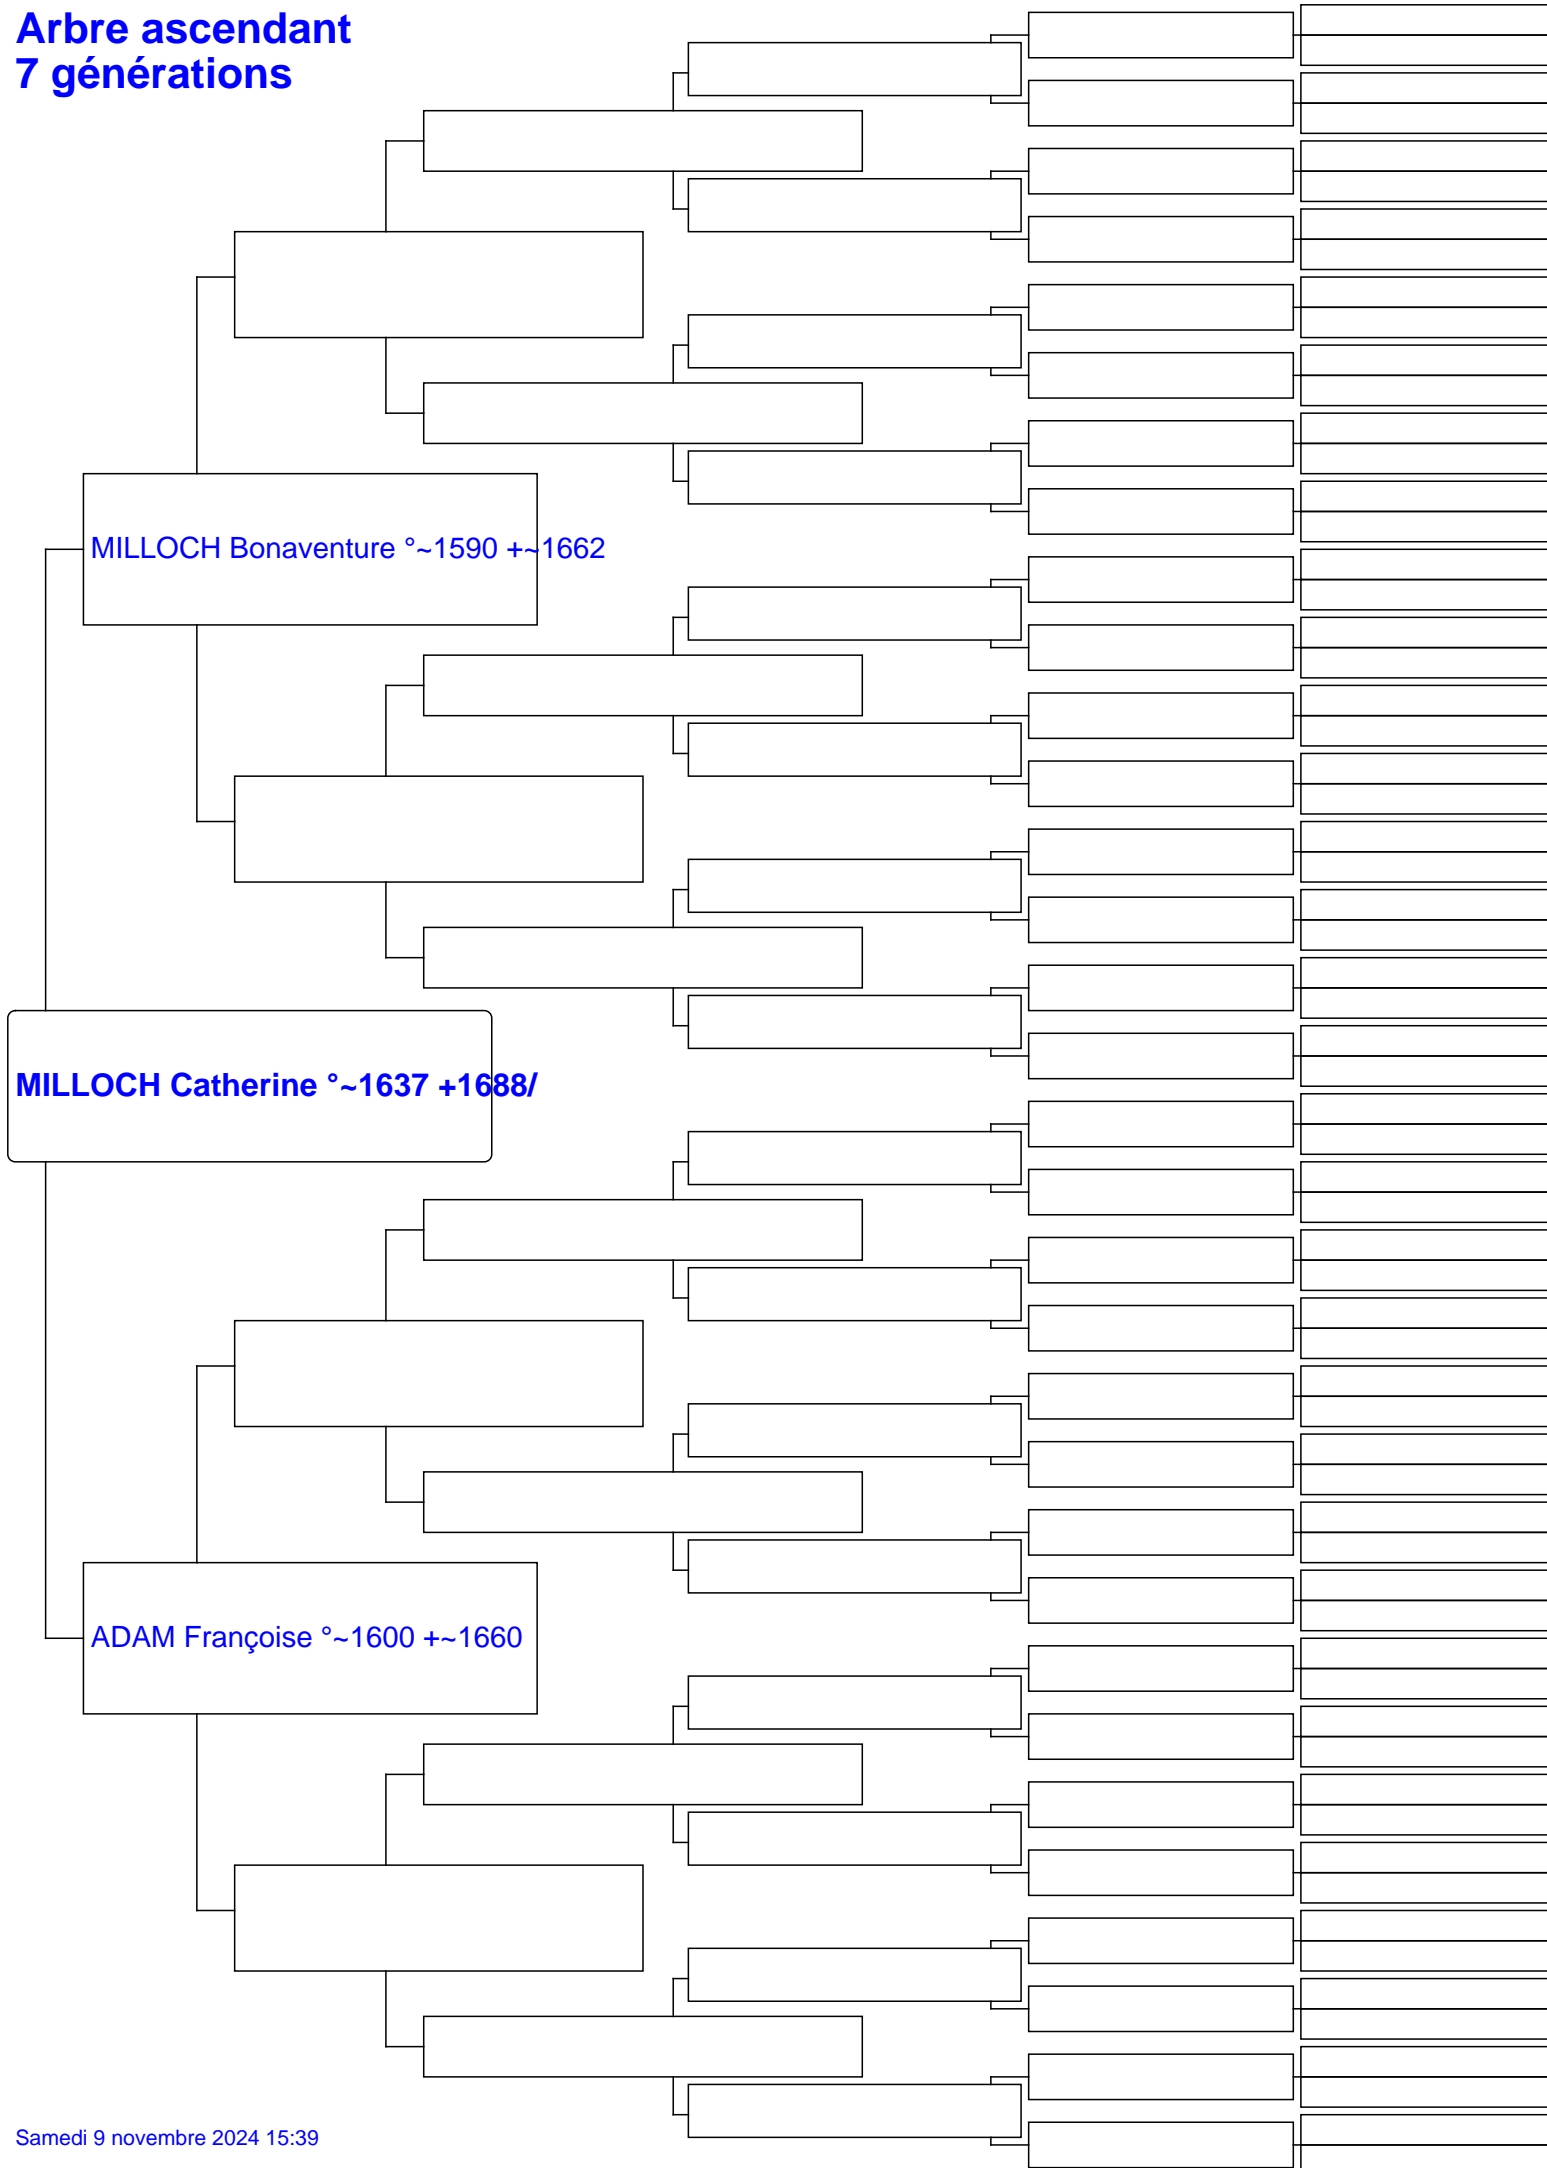 Arbre ascendant
7 générations
MILLOCH Bonaventure °~1590 +~1662
MILLOCH Catherine °~1637 +1688/
ADAM Françoise °~1600 +~1660
Samedi 9 novembre 2024 15:39